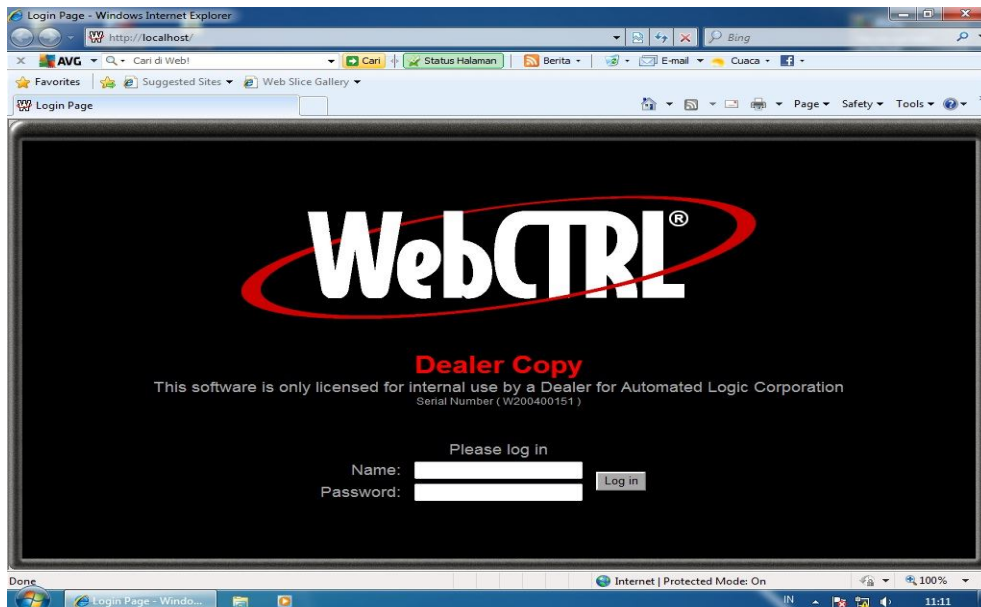 Login Page - Windows Internet Explorer
http://localhost/
Bing
AVG
Cari di Web!
Cari
Status Halaman
Berita
E-mail
Cuaca
Favorites
Suggested Sites
Web Slice Gallery
Login Page
Page
Safety
Tools
WebCTRL®
Dealer Copy
This software is only licensed for internal use by a Dealer for Automated Logic Corporation
Serial Number ( W200400151 )
Please log in
Name:
Log in
Password:
Done
Internet | Protected Mode: On
100%
Login Page - Windo...
IN
11:11